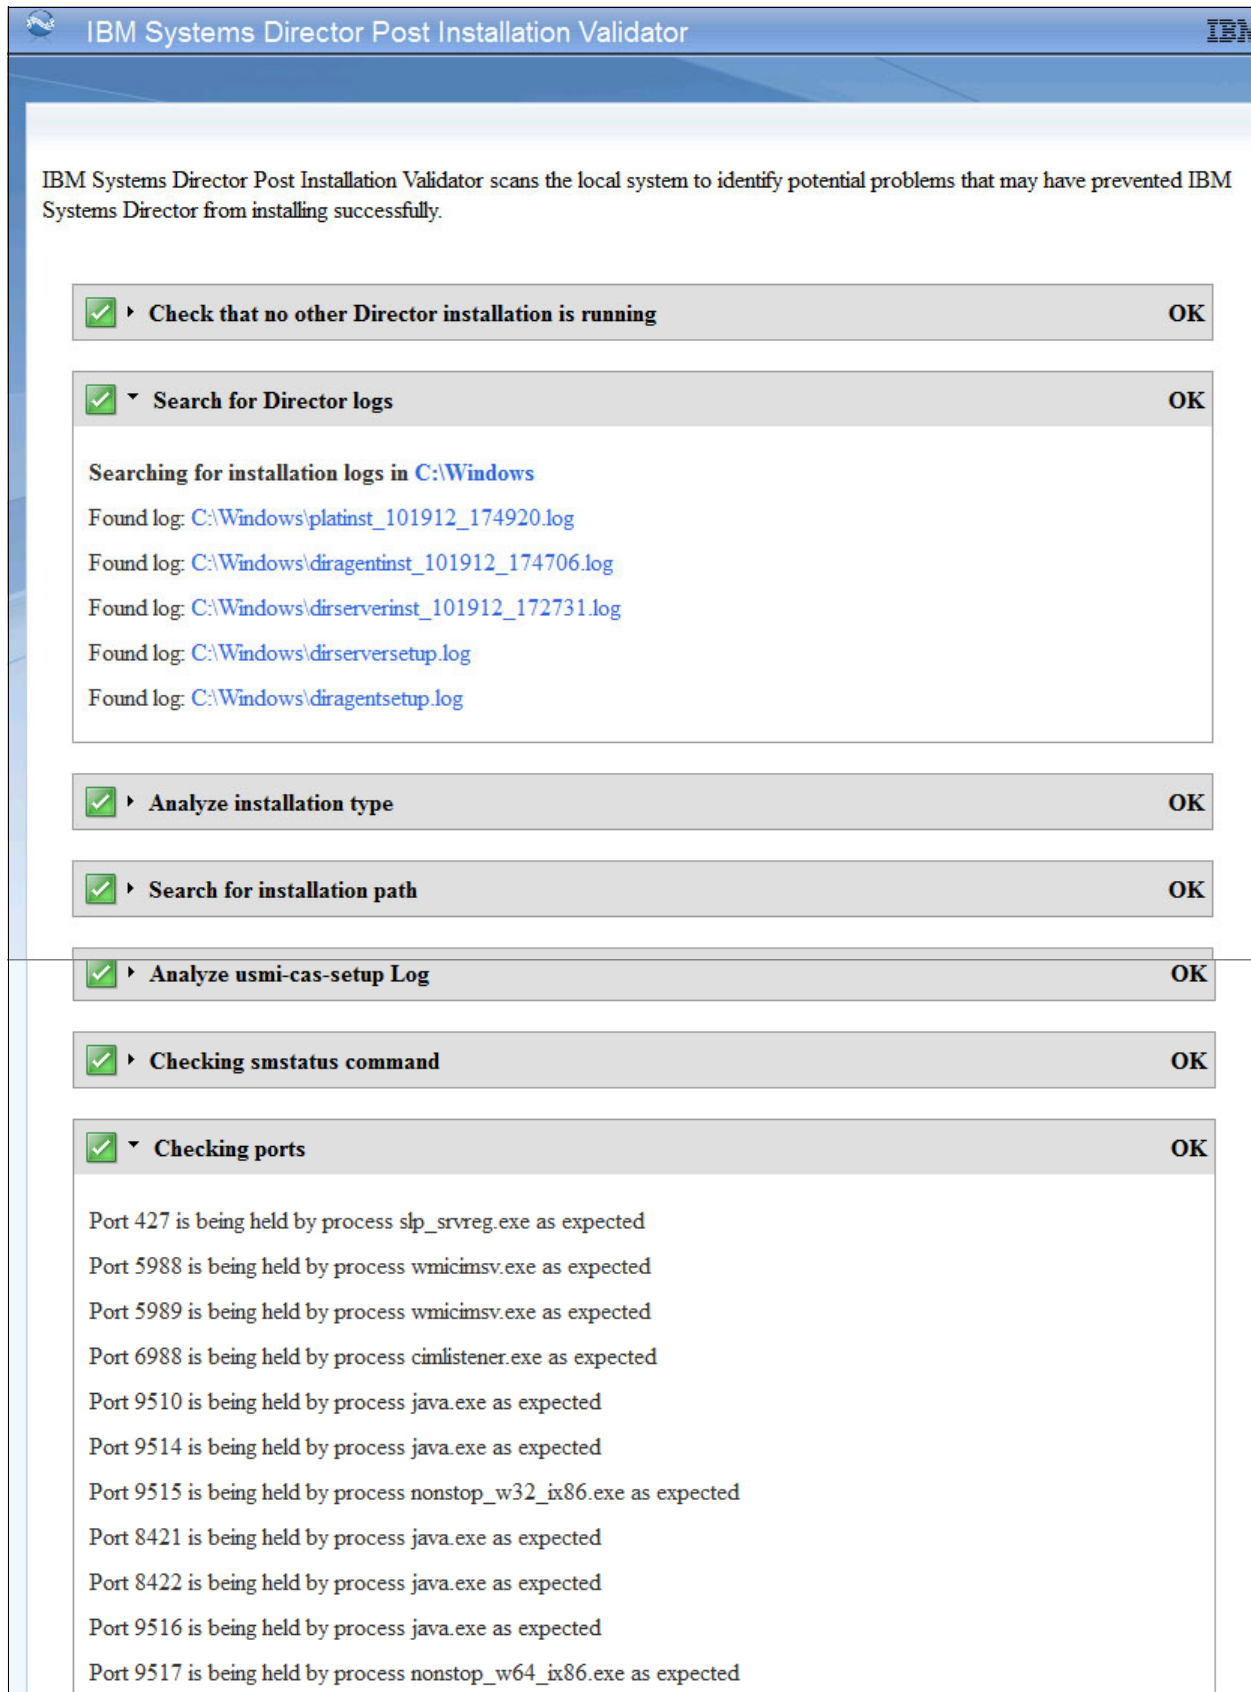 IBM Systems Director Post Installation Validator
IBM
IBM Systems Director Post Installation Validator scans the local system to identify potential problems that may have prevented IBM
Systems Director from installing successfully.
Check that no other Director installation is running OK
Search for Director logs OK
Searching for installation logs in C:\Windows
Found log: C:\Windows\platinst_101912_174920.log
Found log: C:\Windows\diragentinst_101912_174706.log
Found log: C:\Windows\dirserverinst_101912_172731.log
Found log: C:\Windows\dirserversetup.log
Found log: C:\Windows\diragentsetup.log
Analyze installation type OK
Search for installation path OK
Analyze usmi-cas-setup Log OK
Checking smstatus command OK
Checking ports OK
Port 427 is being held by process slp_srvreg.exe as expected
Port 5988 is being held by process wmicimsv.exe as expected
Port 5989 is being held by process wmicimsv.exe as expected
Port 6988 is being held by process cimlistener.exe as expected
Port 9510 is being held by process java.exe as expected
Port 9514 is being held by process java.exe as expected
Port 9515 is being held by process nonstop_w32_ix86.exe as expected
Port 8421 is being held by process java.exe as expected
Port 8422 is being held by process java.exe as expected
Port 9516 is being held by process java.exe as expected
Port 9517 is being held by process nonstop_w64_ix86.exe as expected